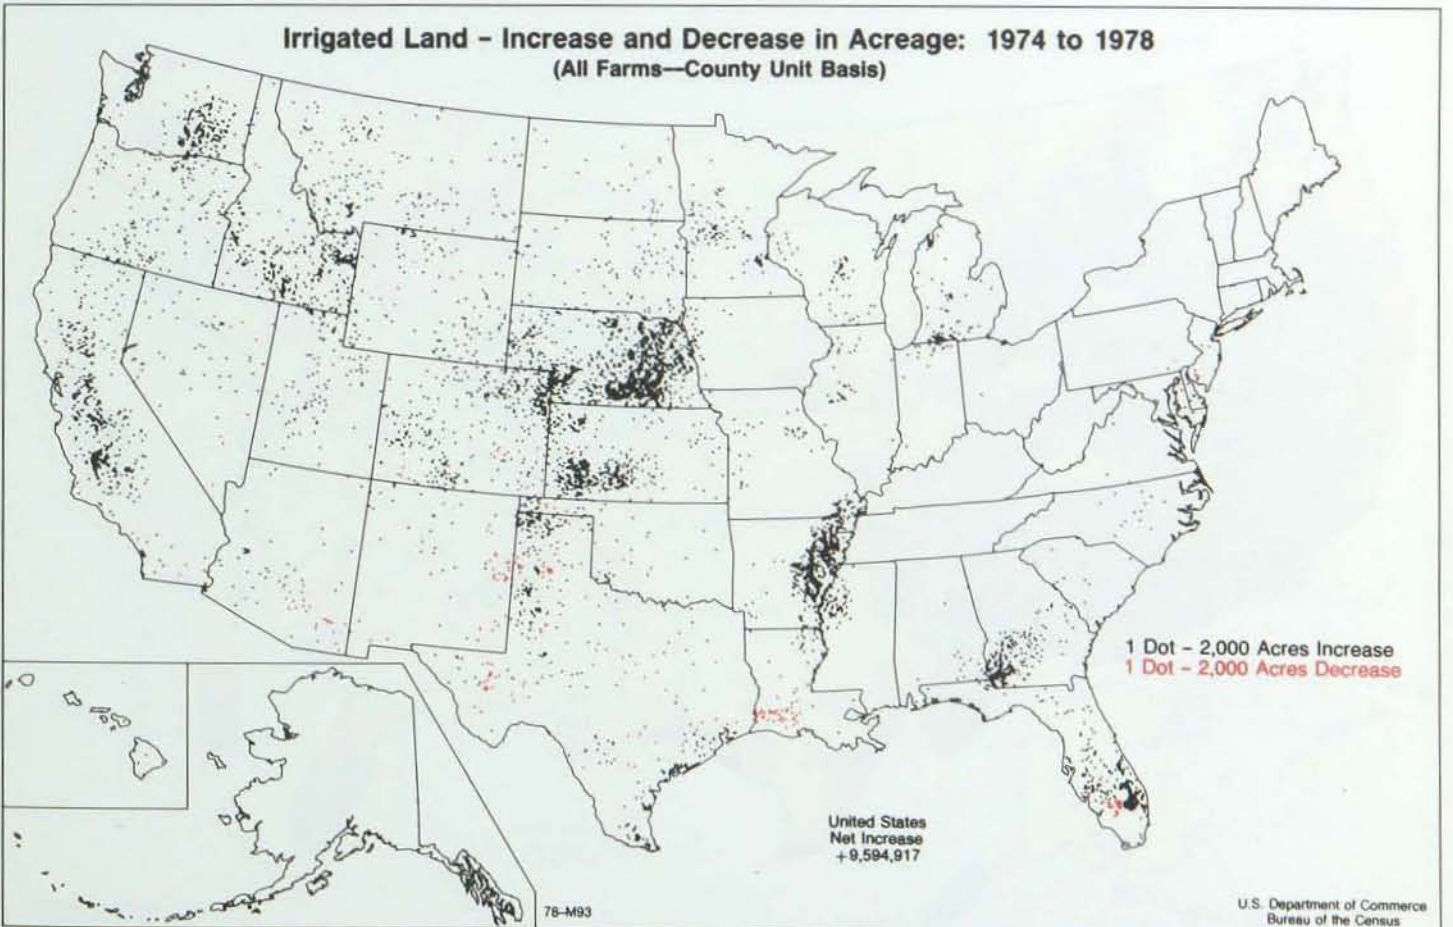 Irrigated Land – Increase and Decrease in Acreage: 1974 to 1978
(All Farms—County Unit Basis)
1 Dot – 2,000 Acres Increase
1 Dot – 2,000 Acres Decrease
United States
Net Increase
+9,594,917
78–M93
U.S. Department of Commerce
Bureau of the Census